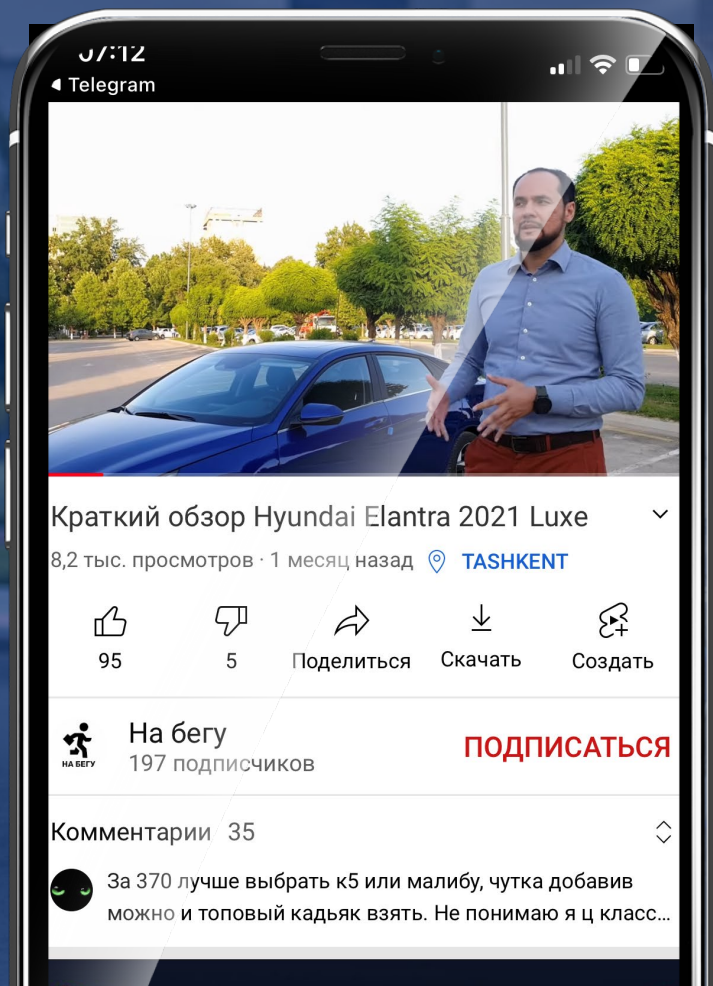 07:12
Telegram
Краткий обзор Hyundai Elantra 2021 Luxe
8,2 тыс. просмотров · 1 месяц назад TASHKENT
95 5 Поделиться Скачать Создать
НА БЕГУ
На бегу
197 подписчиков
ПОДПИСАТЬСЯ
Комментарии 35
За 370 лучше выбрать к5 или малибу, чутка добавив
можно и топовый кадьяк взять. Не понимаю я ц класс...